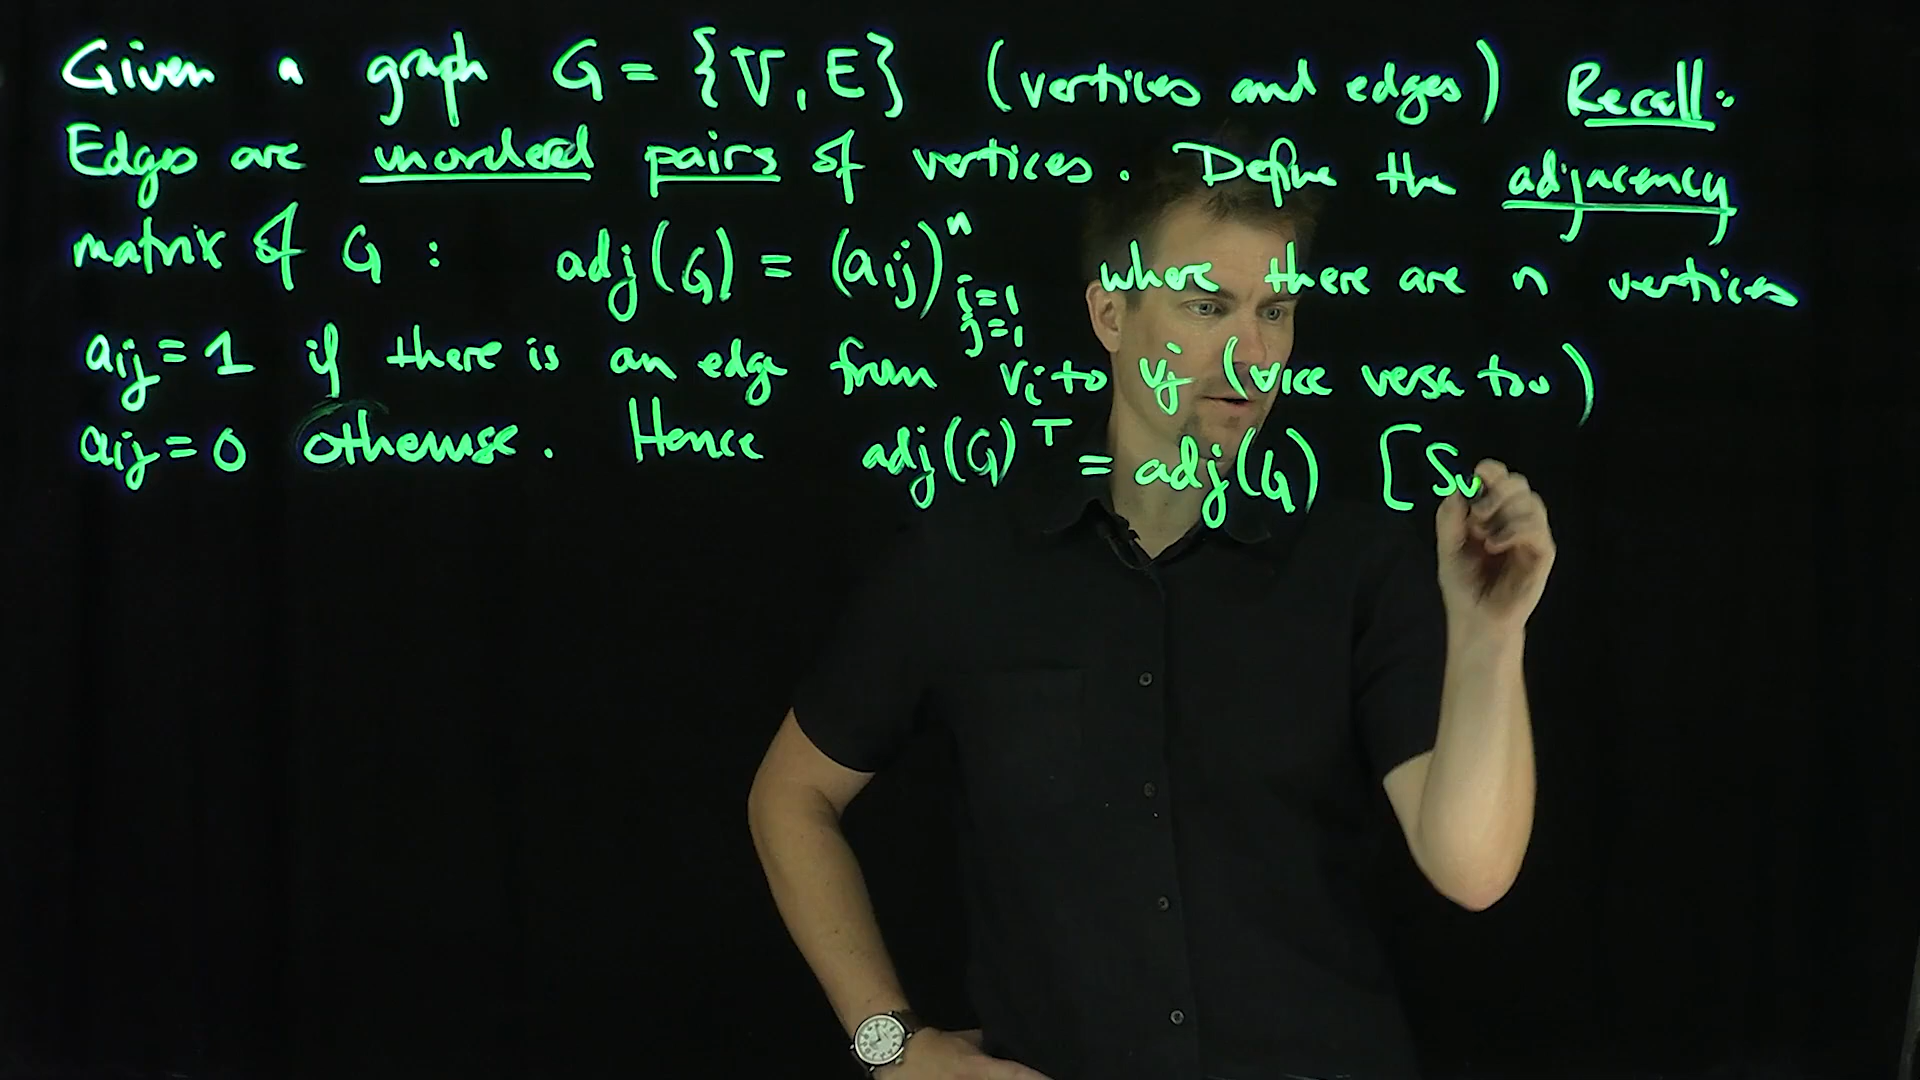 Given a graph G = {V, E} (vertices and edges) Recall:
Edges are unordered pairs of vertices. Define the adjacency
matrix of G : adj(G) = (aij)^n i=1 j=1 where there are n vertices
aij = 1 if there is an edge from vi to vj (vice versa too)
aij = 0 otherwise. Hence adj(G)^T = adj(G) [Sy